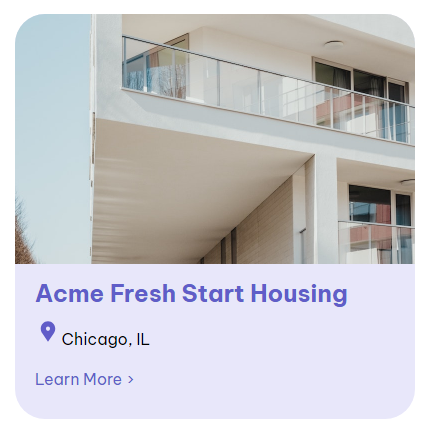 Acme Fresh Start Housing
Chicago, IL
Learn More >